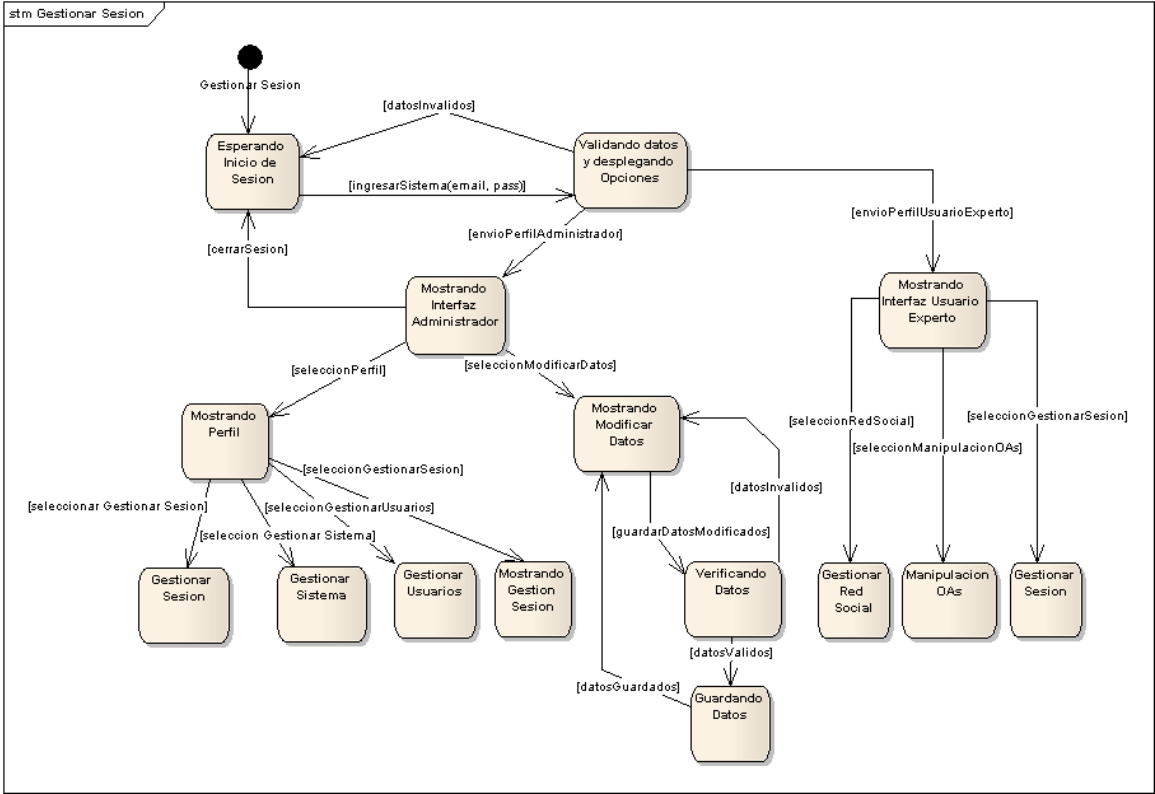 stm Gestionar Sesion
Gestionar Sesion
[datosInvalidos]
Esperando
Inicio de
Sesion
Validando datos
y desplegando
Opciones
[ingresarSistema(email, pass)]
[envioPerfilUsuarioExperto]
[envioPerfilAdministrador]
[cerrarSesion]
Mostrando
Interfaz
Administrador
Mostrando
Interfaz Usuario
Experto
[seleccionPerfil]
[seleccionModificarDatos]
Mostrando
Perfil
Mostrando
Modificar
Datos
[seleccionRedSocial]
[seleccionGestionarSesion]
[seleccionManipulacionOAs]
[seleccionGestionarSesion]
[datosInvalidos]
[seleccionar Gestionar Sesion]
[seleccionGestionarUsuarios]
[seleccion Gestionar Sistema]
[guardarDatosModificados]
Gestionar
Sesion
Gestionar
Sistema
Gestionar
Usuarios
Mostrando
Gestion
Sesion
Verificando
Datos
Gestionar
Red
Social
Manipulacion
OAs
Gestionar
Sesion
[datosValidos]
[datosGuardados]
Guardando
Datos